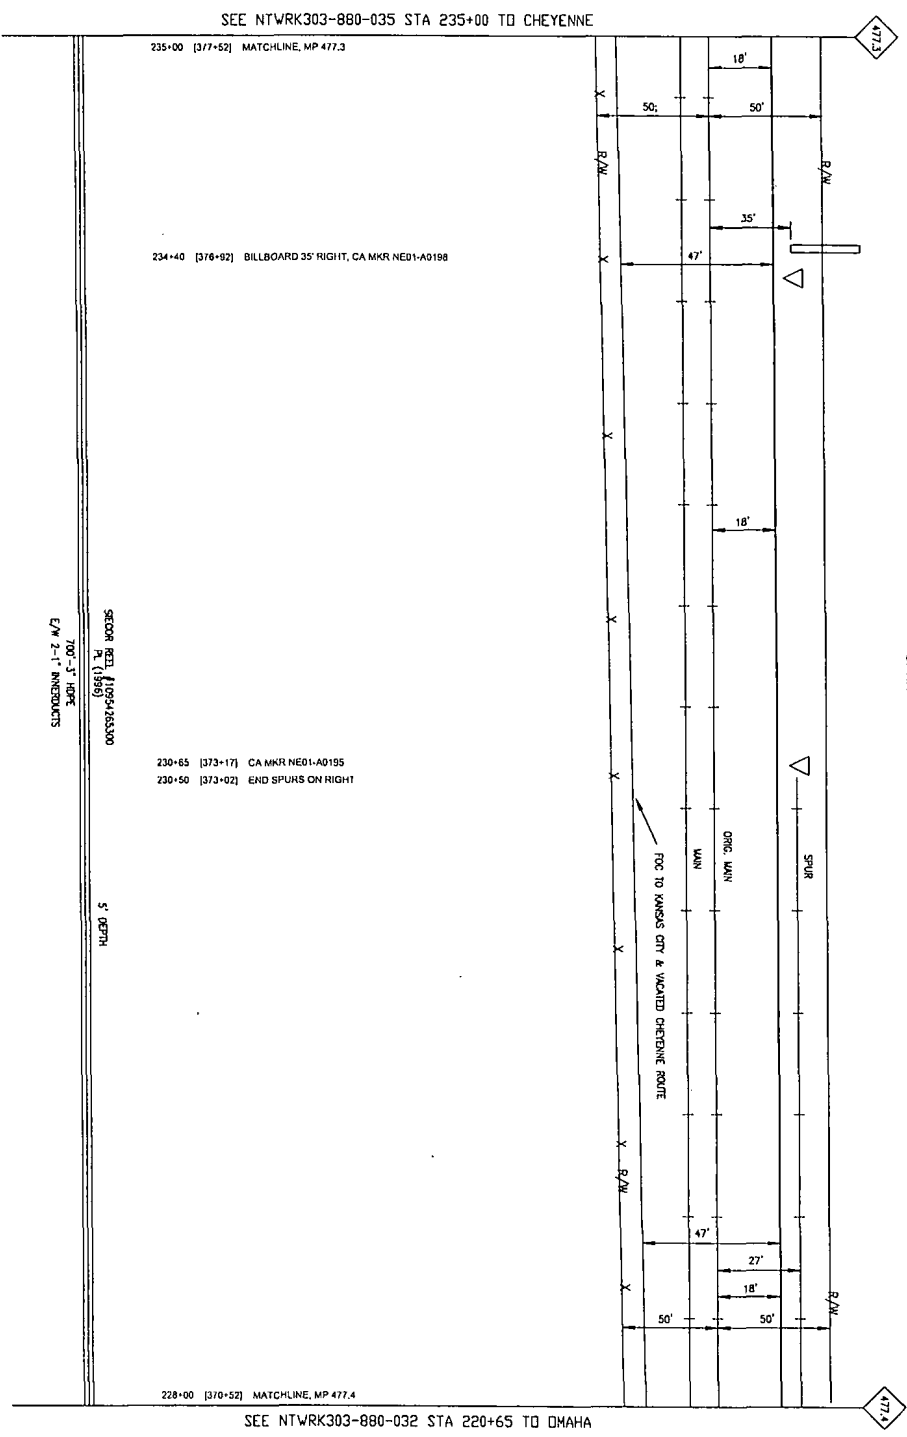 SEE NTWRK303-880-035 STA 235+00 TO CHEYENNE
477.3
235+00 [377+52] MATCHLINE, MP 477.3
18'
50;
50'
R/W
R/W
35'
234+40 [376+92] BILLBOARD 35' RIGHT, CA MKR NE01-A0198
47'
18'
SECOR REEL #10954265300
PL (1996)
700'-3" HDPE
E/W 2-1" INNERDUCTS
230+65 [373+17] CA MKR NE01-A0195
230+50 [373+02] END SPURS ON RIGHT
SPUR
ORIG. MAIN
MAIN
FOC TO KANSAS CITY & VACATED CHEYENNE ROUTE
5' DEPTH
R/W
47'
27'
18'
R/W
50'
50'
228+00 [370+52] MATCHLINE, MP 477.4
477.4
SEE NTWRK303-880-032 STA 220+65 TO OMAHA